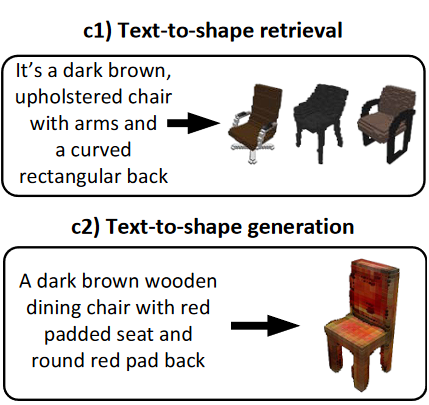 c1) Text-to-shape retrieval
It’s a dark brown,
upholstered chair
with arms and
a curved
rectangular back
c2) Text-to-shape generation
A dark brown wooden
dining chair with red
padded seat and
round red pad back